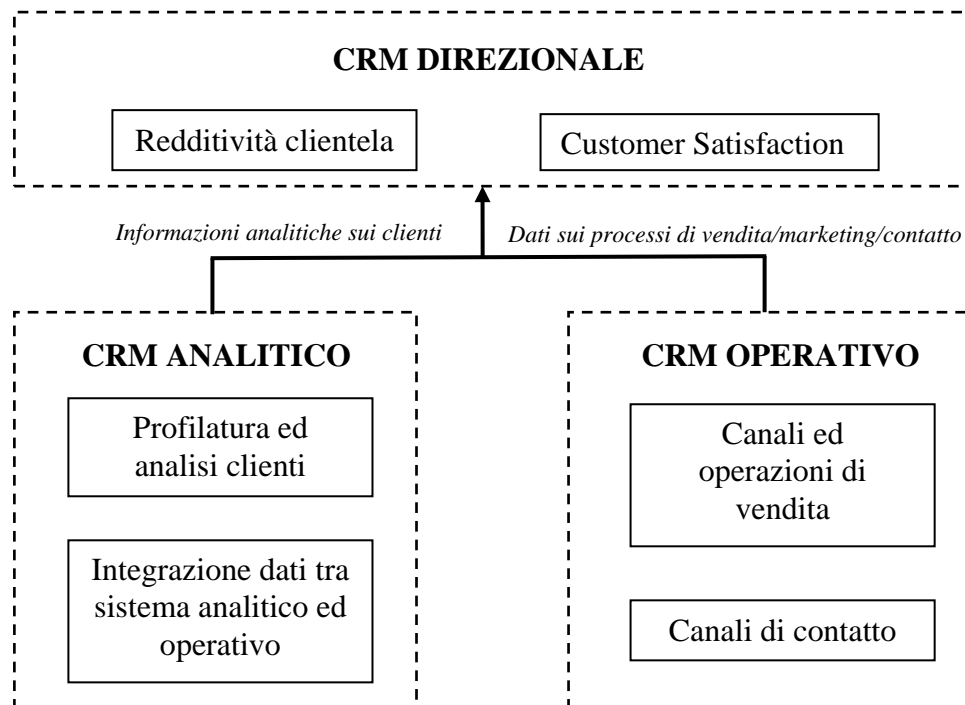 CRM DIREZIONALE
Redditività clientela
Customer Satisfaction
Informazioni analitiche sui clienti
Dati sui processi di vendita/marketing/contatto
CRM ANALITICO
Profilatura ed
analisi clienti
Integrazione dati tra
sistema analitico ed
operativo
CRM OPERATIVO
Canali ed
operazioni di
vendita
Canali di contatto